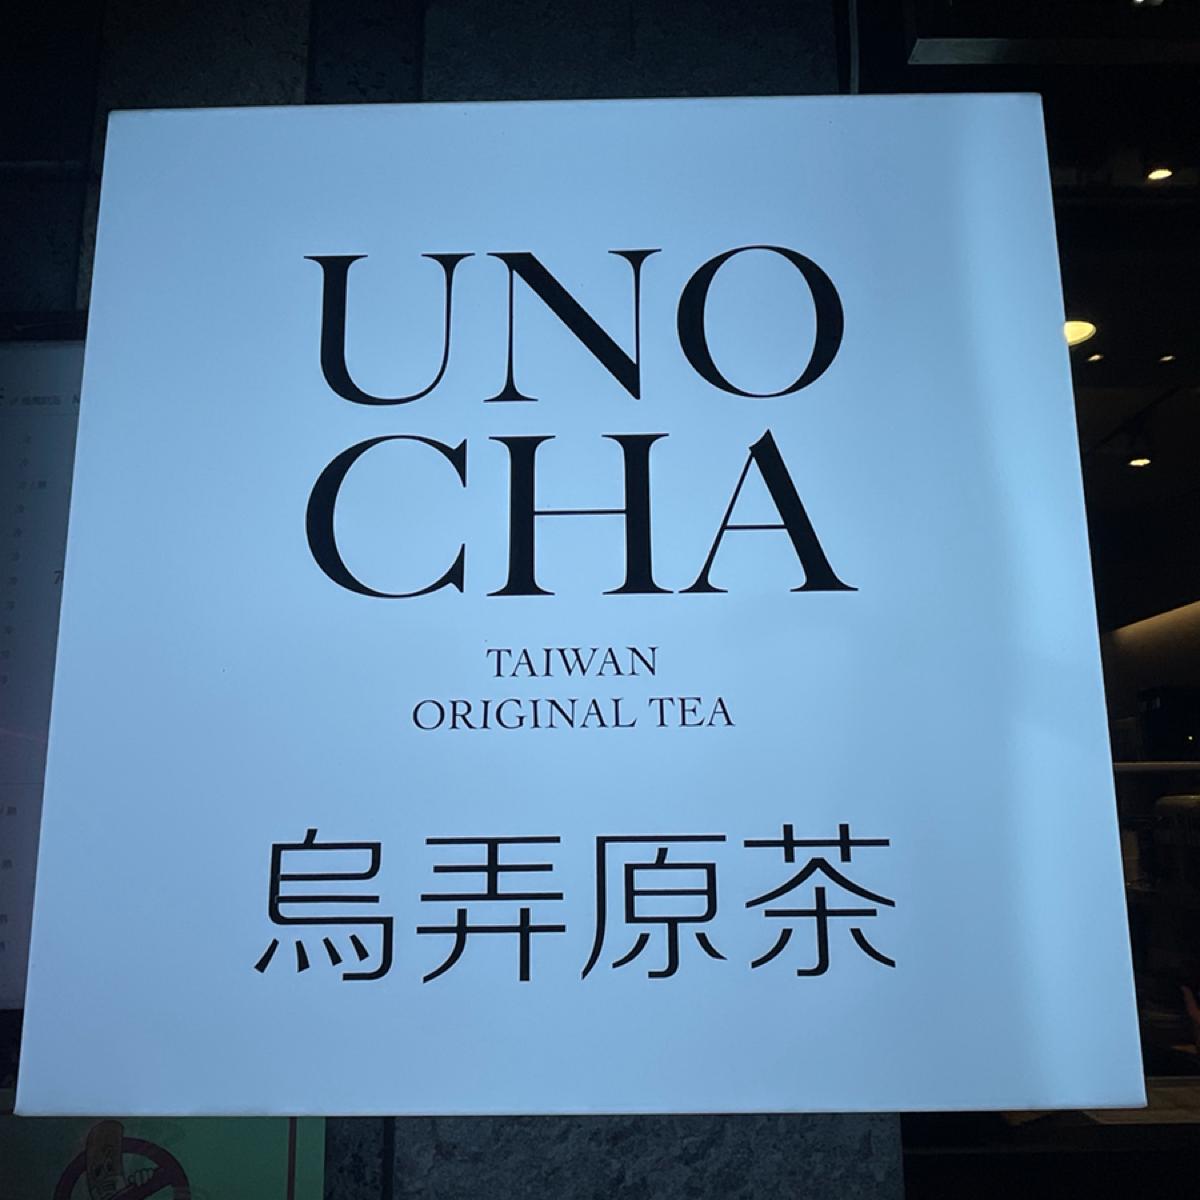 UNO
CHA
TAIWAN
ORIGINAL TEA
烏弄原茶